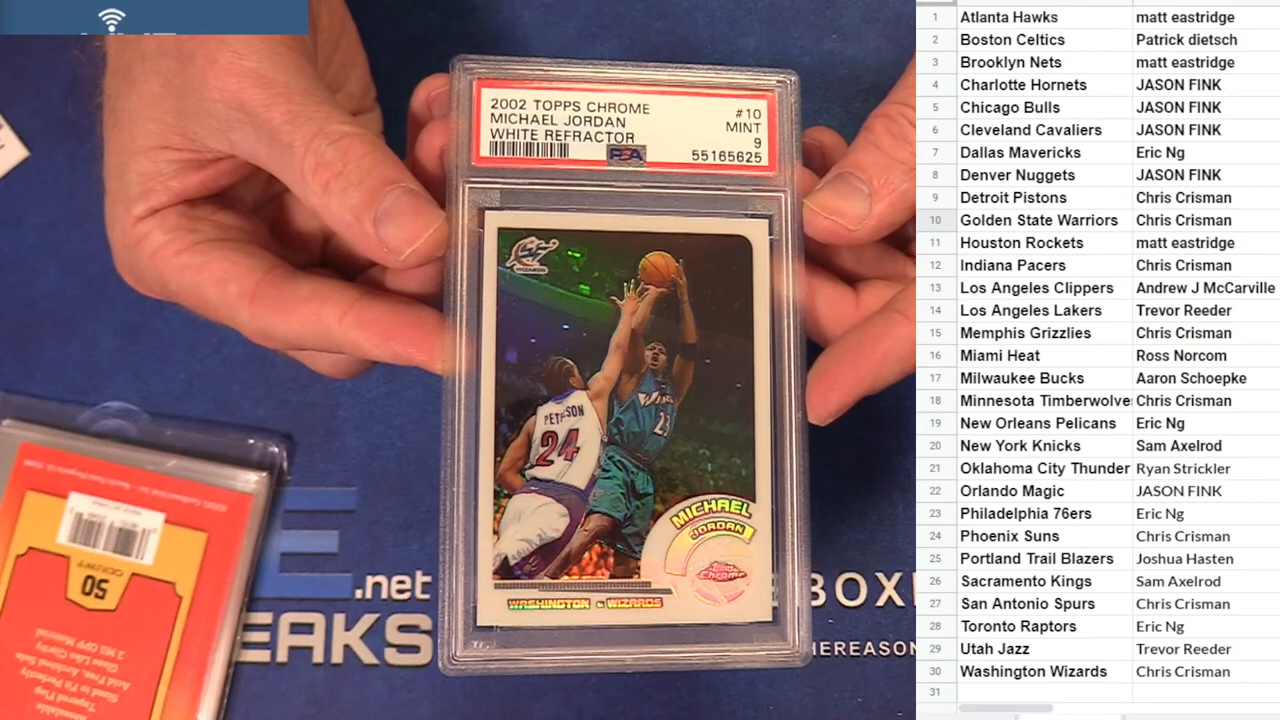 2002 TOPPS CHROME #10
MICHAEL JORDAN MINT
WHITE REFRACTOR 9
PSA 55165625
WIZARDS
PETERSON
24
23
MICHAEL
JORDAN
Topps
Chrome
WASHINGTON WIZARDS
.net
EAKS
BOX
HEREASON
50
COUNT
Acid Free, Archival Safe
1 Atlanta Hawks matt eastridge
2 Boston Celtics Patrick dietsch
3 Brooklyn Nets matt eastridge
4 Charlotte Hornets JASON FINK
5 Chicago Bulls JASON FINK
6 Cleveland Cavaliers JASON FINK
7 Dallas Mavericks Eric Ng
8 Denver Nuggets JASON FINK
9 Detroit Pistons Chris Crisman
10 Golden State Warriors Chris Crisman
11 Houston Rockets matt eastridge
12 Indiana Pacers Chris Crisman
13 Los Angeles Clippers Andrew J McCarville
14 Los Angeles Lakers Trevor Reeder
15 Memphis Grizzlies Chris Crisman
16 Miami Heat Ross Norcom
17 Milwaukee Bucks Aaron Schoepke
18 Minnesota Timberwolve Chris Crisman
19 New Orleans Pelicans Eric Ng
20 New York Knicks Sam Axelrod
21 Oklahoma City Thunder Ryan Strickler
22 Orlando Magic JASON FINK
23 Philadelphia 76ers Eric Ng
24 Phoenix Suns Chris Crisman
25 Portland Trail Blazers Joshua Hasten
26 Sacramento Kings Sam Axelrod
27 San Antonio Spurs Chris Crisman
28 Toronto Raptors Eric Ng
29 Utah Jazz Trevor Reeder
30 Washington Wizards Chris Crisman
31